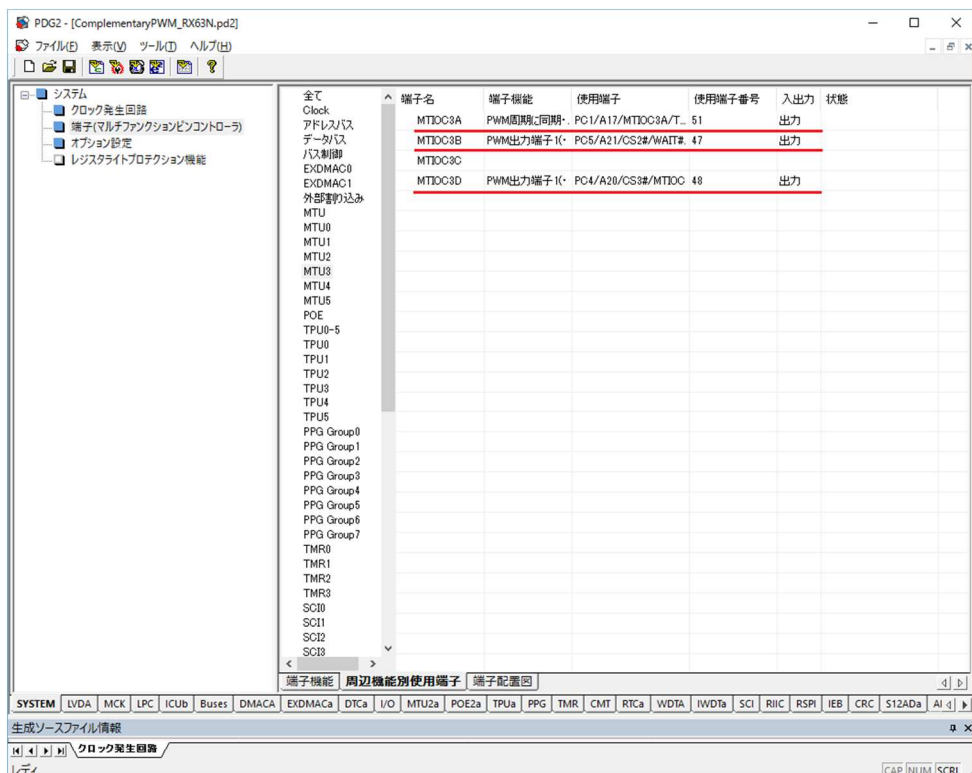 PDG2 - [ComplementaryPWM_RX63N.pd2]
ファイル(F) 表示(V) ツール(T) ヘルプ(H)
システム
クロック発生回路
端子(マルチファンクションピンコントローラ)
オプション設定
レジスタライトプロテクション機能
全て
Clock
アドレスバス
データバス
バス制御
EXDMAC0
EXDMAC1
外部割り込み
MTU
MTU0
MTU1
MTU2
MTU3
MTU4
MTU5
POE
TPU0-5
TPU0
TPU1
TPU2
TPU3
TPU4
TPU5
PPG Group0
PPG Group1
PPG Group2
PPG Group3
PPG Group4
PPG Group5
PPG Group6
PPG Group7
TMR0
TMR1
TMR2
TMR3
SCI0
SCI1
SCI2
SCI3
端子名 端子機能 使用端子 使用端子番号 入出力 状態
MTIOC3A PWM周期に同期・. PC1/A17/MTIOC3A/T... 51 出力
MTIOC3B PWM出力端子1(・ PC5/A21/CS2#/WAIT#. 47 出力
MTIOC3C
MTIOC3D PWM出力端子1(・ PC4/A20/CS3#/MTIOC 48 出力
端子機能 周辺機能別使用端子 端子配置図
SYSTEM LVDA MCK LPC ICUb Buses DMACA EXDMACa DTCa I/O MTU2a POE2a TPUa PPG TMR CMT RTCa WDTA IWDTa SCI RIIC RSPI IEB CRC S12ADa
生成ソースファイル情報
クロック発生回路
レディ
CAP NUM SCRL